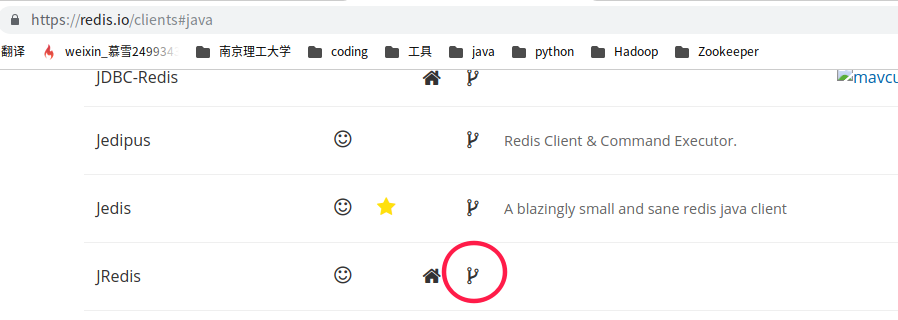 https://redis.io/clients#java
翻译 weixin_慕雪249934 南京理工大学 coding 工具 java python Hadoop Zookeeper
JDBC-Redis mavcu
Jedipus Redis Client & Command Executor.
Jedis A blazingly small and sane redis java client
JRedis